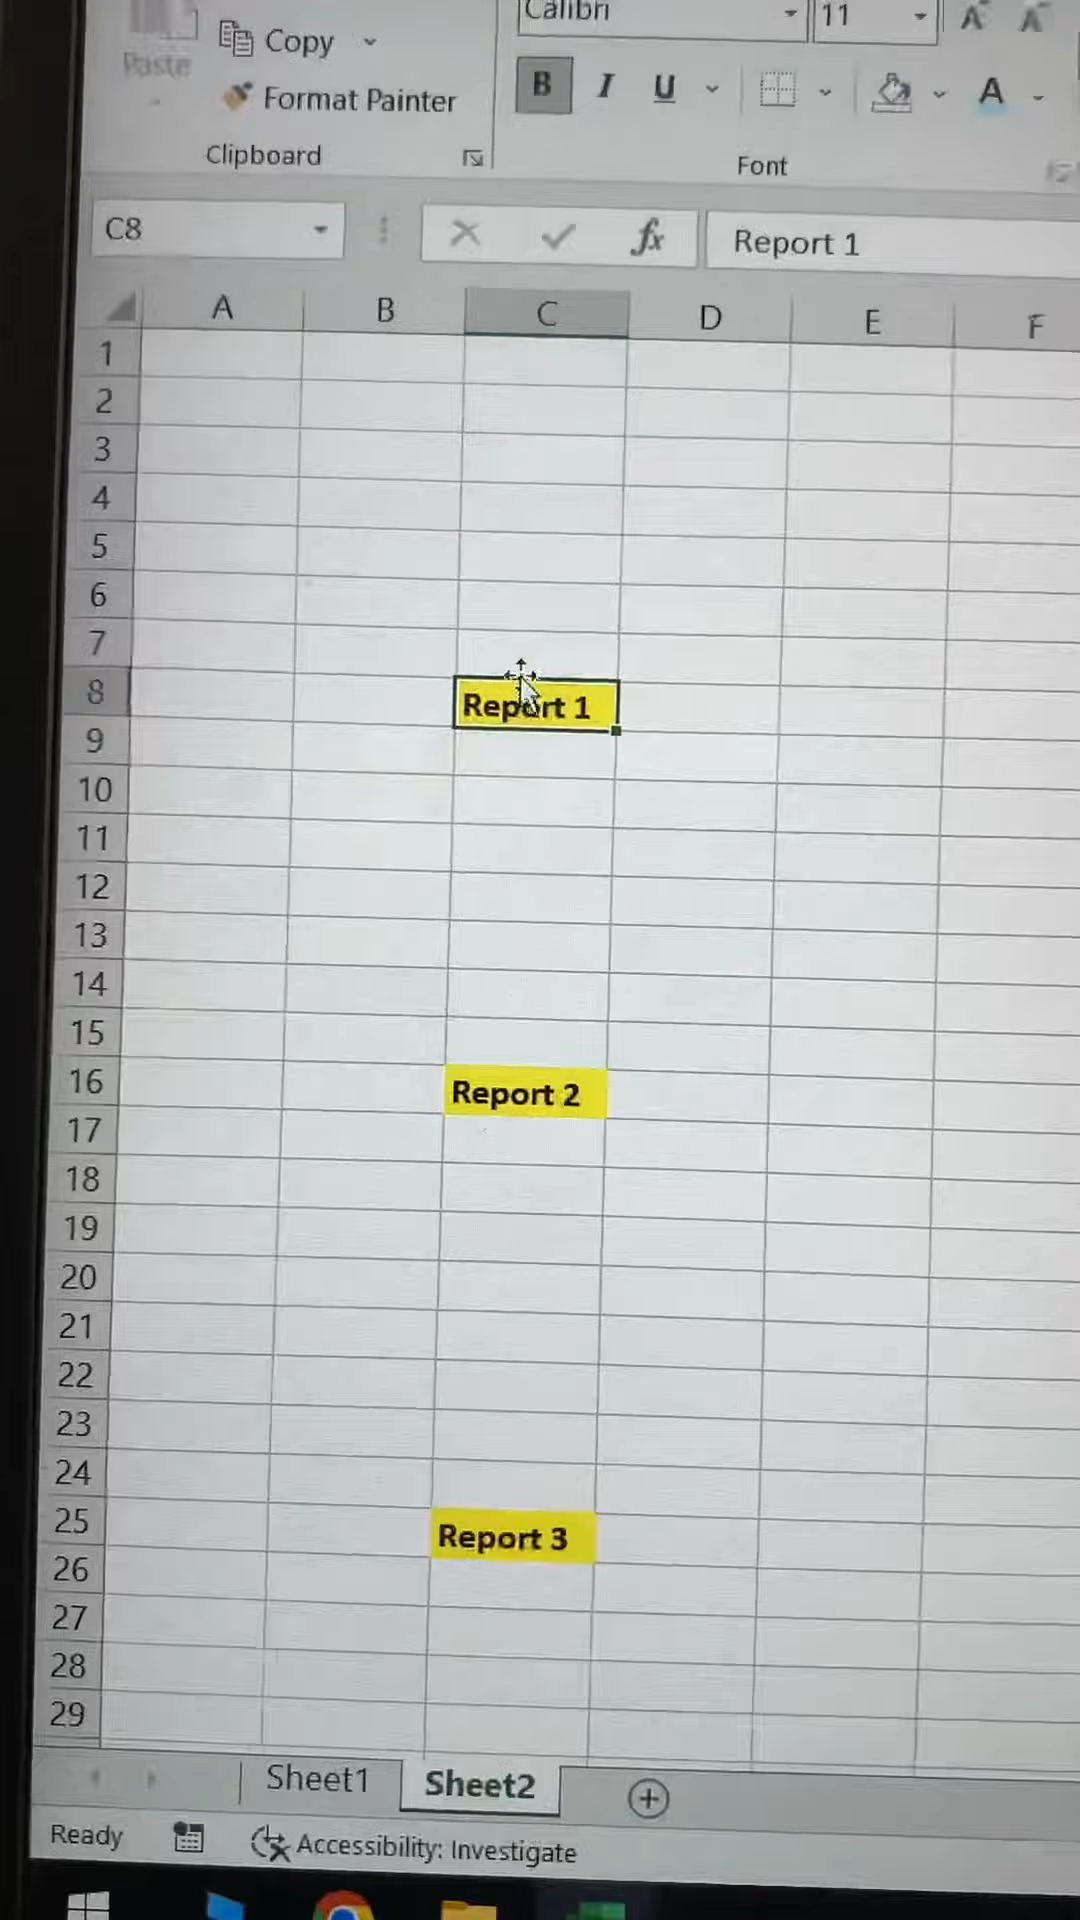 Calibri
11
Copy
Paste
Format Painter
B I U A
Clipboard
Font
C8
fx
Report 1
A B C D E F
1
2
3
4
5
6
7
8 Report 1
9
10
11
12
13
14
15
16 Report 2
17
18
19
20
21
22
23
24
25 Report 3
26
27
28
29
Sheet1 Sheet2
Ready
Accessibility: Investigate